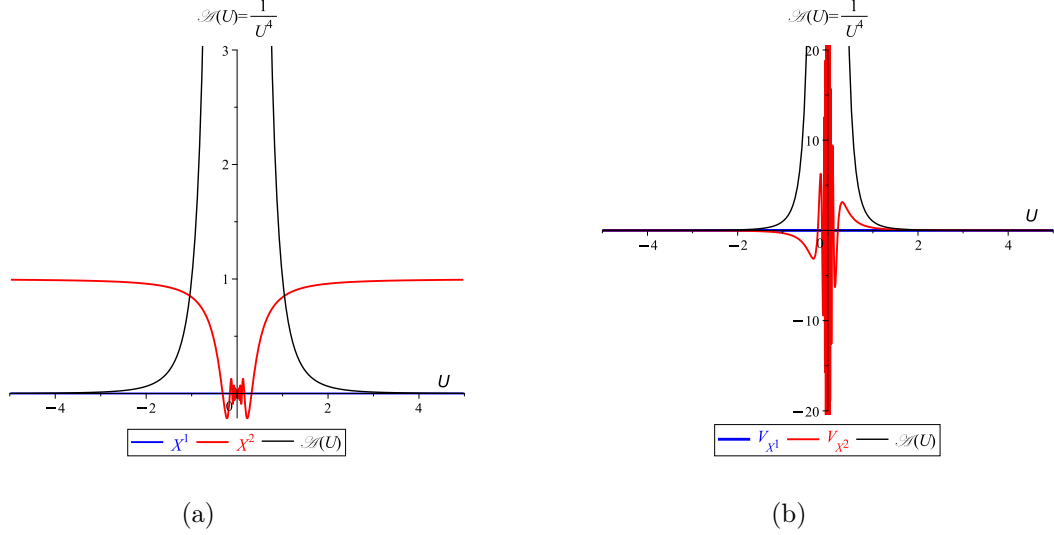 𝒜(U)=1/U^4
3
2
1
−4 −2 0 2 4
U
X^1 X^2 𝒜(U)
(a)
𝒜(U)=1/U^4
20
10
−4 −2 0 2 4
U
−10
−20
V_{X^1} V_{X^2} 𝒜(U)
(b)